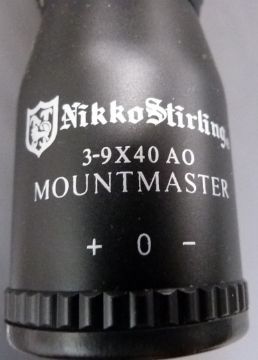 NikkoStirling
3-9X40 AO
MOUNTMASTER
+ 0 -